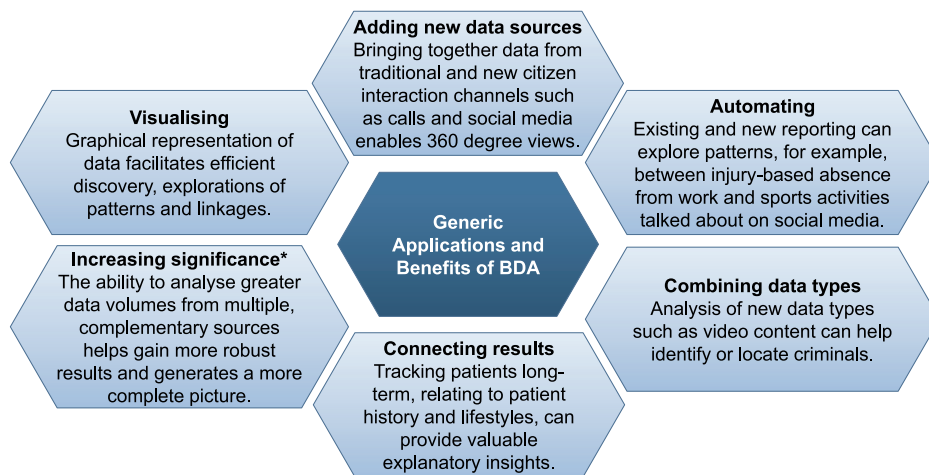 Adding new data sources
Bringing together data from
traditional and new citizen
interaction channels such
as calls and social media
enables 360 degree views.
Visualising
Graphical representation of
data facilitates efficient
discovery, explorations of
patterns and linkages.
Automating
Existing and new reporting can
explore patterns, for example,
between injury-based absence
from work and sports activities
talked about on social media.
Generic
Applications and
Benefits of BDA
Increasing significance*
The ability to analyse greater
data volumes from multiple,
complementary sources
helps gain more robust
results and generates a more
complete picture.
Combining data types
Analysis of new data types
such as video content can help
identify or locate criminals.
Connecting results
Tracking patients long-
term, relating to patient
history and lifestyles, can
provide valuable
explanatory insights.